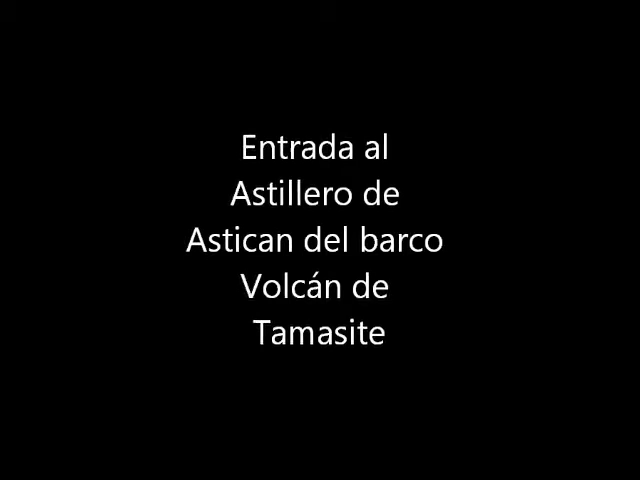 Entrada al
Astillero de
Astican del barco
Volcán de
Tamasite